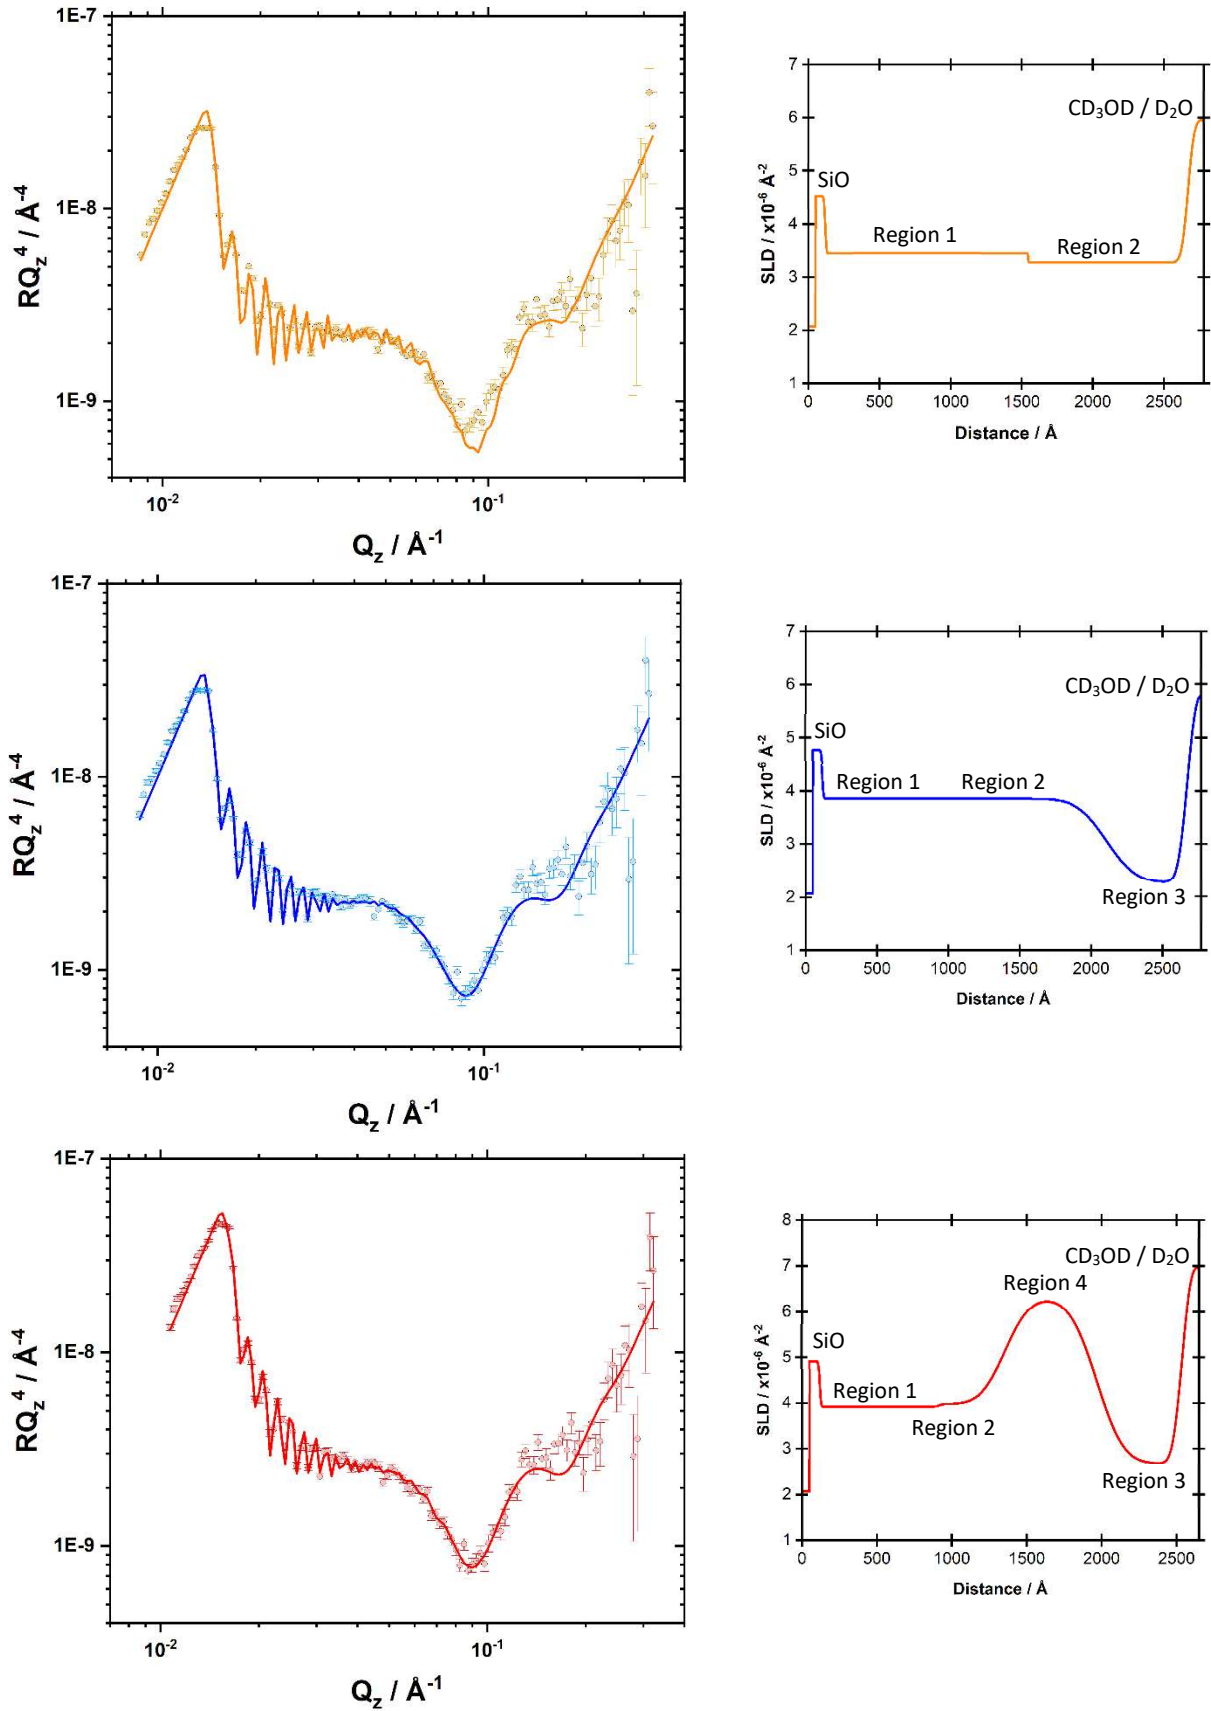 1E-7
1E-8
1E-9
RQz⁴ / Å⁻⁴
10⁻²
10⁻¹
Qz / Å⁻¹
7
6
5
4
3
2
1
SLD / x10⁻⁶ Å⁻²
CD₃OD / D₂O
SiO
Region 1
Region 2
0
500
1000
1500
2000
2500
Distance / Å
1E-7
1E-8
1E-9
RQz⁴ / Å⁻⁴
10⁻²
10⁻¹
Qz / Å⁻¹
7
6
5
4
3
2
1
SLD / x10⁻⁶ Å⁻²
CD₃OD / D₂O
SiO
Region 1
Region 2
Region 3
0
500
1000
1500
2000
2500
Distance / Å
1E-7
1E-8
1E-9
RQz⁴ / Å⁻⁴
10⁻²
10⁻¹
Qz / Å⁻¹
8
7
6
5
4
3
2
1
SLD / x10⁻⁶ Å⁻²
CD₃OD / D₂O
Region 4
SiO
Region 1
Region 2
Region 3
0
500
1000
1500
2000
2500
Distance / Å